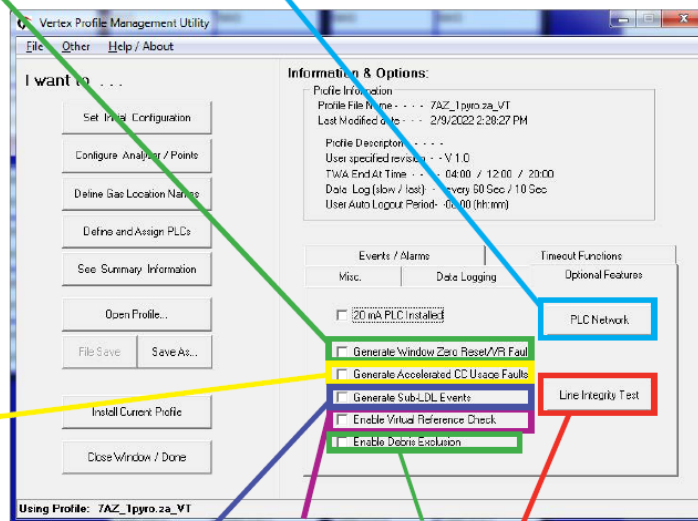 Vertex Profile Management Utility
File Other Help / About
I want to . . .
Set Initial Configuration
Configure Analyzer / Points
Define Gas Location Names
Define and Assign PLCs
See Summary Information
Open Profile...
File Save Save As...
Install Current Profile
Close Window / Done
Information & Options:
Profile Information
Profile File Name - - - - 7AZ_1pyro.za_VT
Last Modified date - - - 2/9/2022 2:28:27 PM
Profile Descriptor - - - - -
User specified revision - - V 1.0
TWA End At Time - - - - 04:00 / 12:00 / 20:00
Data Log (slow / fast)- - every 60 Sec / 10 Sec
User Auto Logout Period- - 00 (hh:mm)
Events / Alarms Timeout Functions
Misc. Data Logging Optional Features
20 mA PLC Installed
PLC Network
Generate Window Zero Reset/VR Faul
Generate Accelerated CC Usage Faults
Generate Sub-LDL Events
Enable Virtual Reference Check
Enable Debris Exclusion
Line Integrity Test
Using Profile: 7AZ_1pyro.za_VT